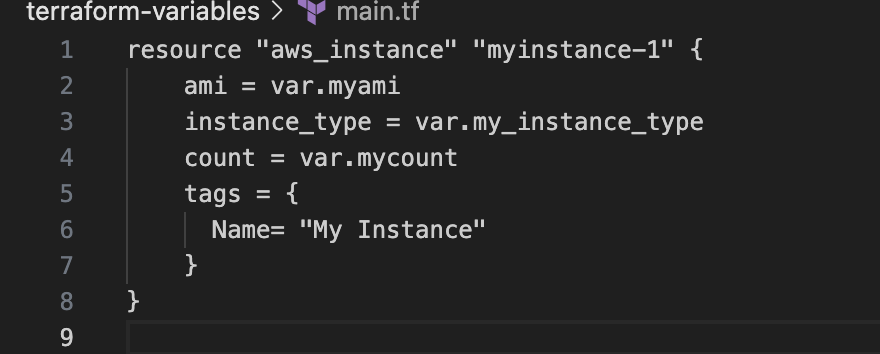 terraform-variables > main.tf
1 resource "aws_instance" "myinstance-1" {
2     ami = var.myami
3     instance_type = var.my_instance_type
4     count = var.mycount
5     tags = {
6       Name= "My Instance"
7     }
8 }
9